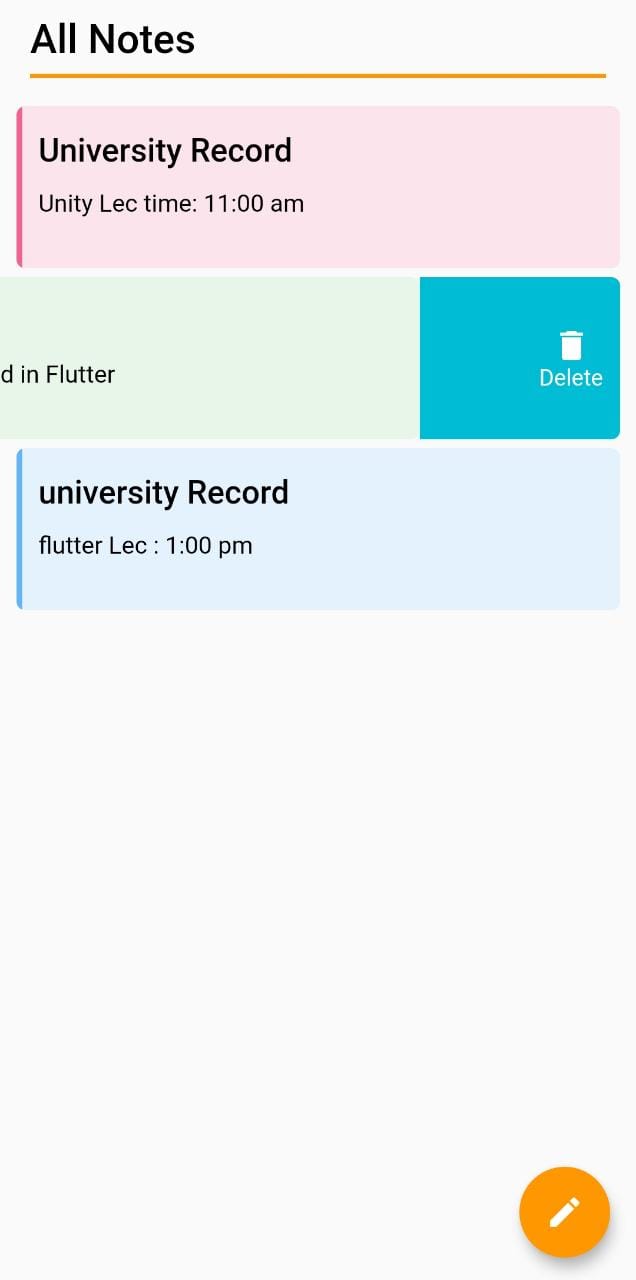 All Notes
University Record
Unity Lec time: 11:00 am
d in Flutter
Delete
university Record
flutter Lec : 1:00 pm